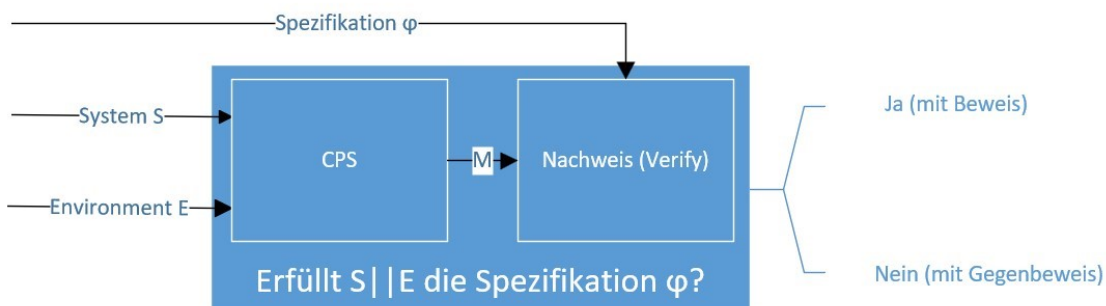 Spezifikation φ
System S
CPS
M
Nachweis (Verify)
Environment E
Erfüllt S||E die Spezifikation φ?
Ja (mit Beweis)
Nein (mit Gegenbeweis)